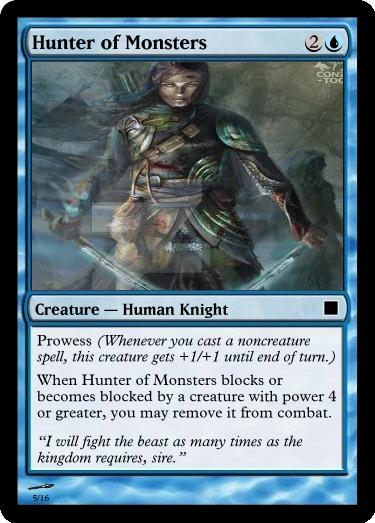 Hunter of Monsters 2
CON
-TOO
Creature — Human Knight
Prowess (Whenever you cast a noncreature
spell, this creature gets +1/+1 until end of turn.)
When Hunter of Monsters blocks or
becomes blocked by a creature with power 4
or greater, you may remove it from combat.
“I will fight the beast as many times as the
kingdom requires, sire.”
5/16